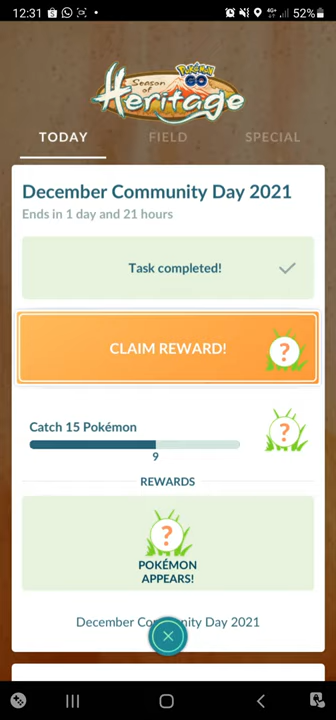 12:31
4G+
52%
Pokémon
GO
Season of
Heritage
TODAY
FIELD
SPECIAL
December Community Day 2021
Ends in 1 day and 21 hours
Task completed!
CLAIM REWARD!
?
Catch 15 Pokémon
?
9
REWARDS
?
POKÉMON
APPEARS!
December Community Day 2021